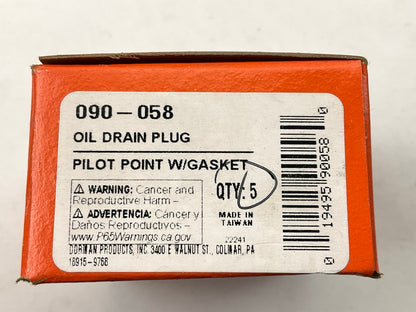 090-058
OIL DRAIN PLUG
PILOT POINT W/GASKET
⚠ WARNING: Cancer and
Reproductive Harm –
⚠ ADVERTENCIA: Cáncer y
Daños Reproductivos –
www.P65Warnings.ca.gov
QTY: 5
MADE IN
TAIWAN
22241
DORMAN PRODUCTS, INC. 3400 E WALNUT ST., COLMAR, PA
18915-9768
0 19495 90058 0